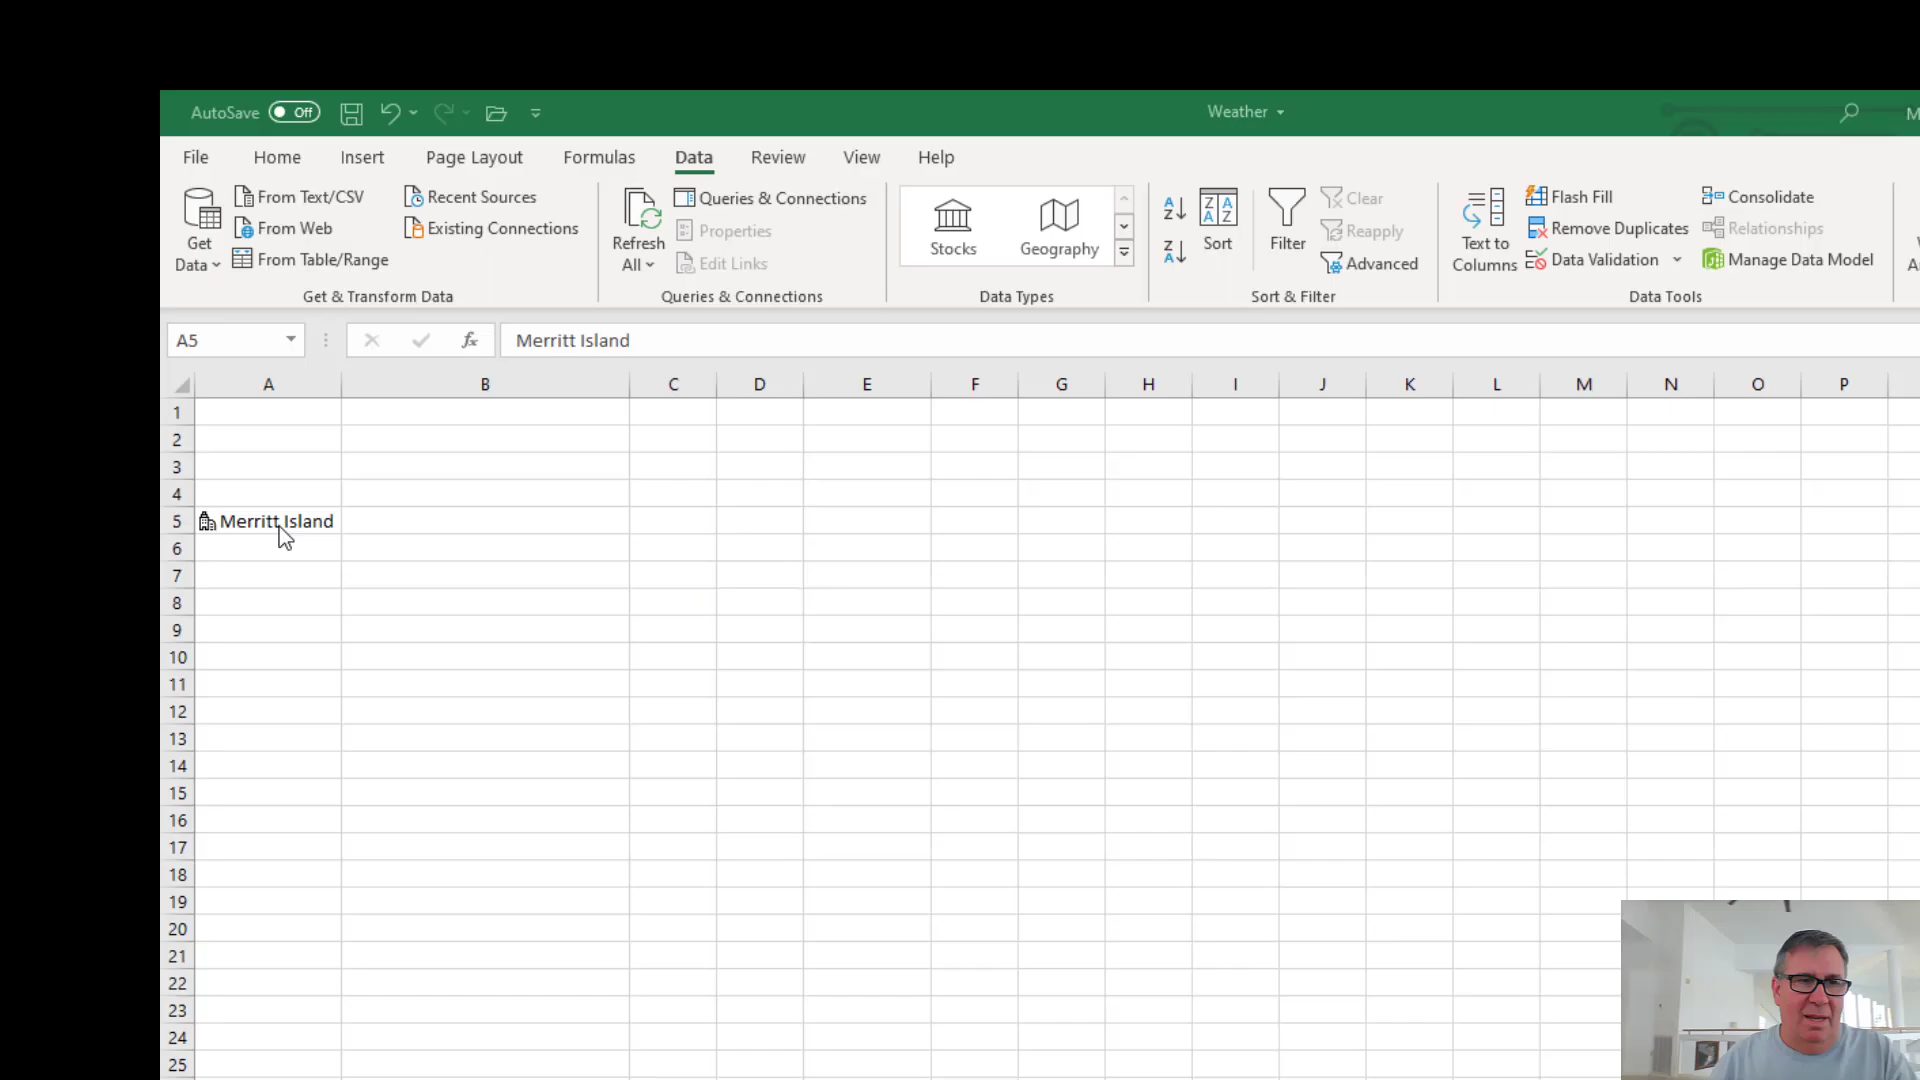 AutoSave Off Weather
File Home Insert Page Layout Formulas Data Review View Help
Get Data
From Text/CSV
From Web
From Table/Range
Recent Sources
Existing Connections
Get & Transform Data
Refresh All
Queries & Connections
Properties
Edit Links
Queries & Connections
Stocks
Geography
Data Types
Sort
Filter
Clear
Reapply
Advanced
Sort & Filter
Text to Columns
Flash Fill
Remove Duplicates
Data Validation
Consolidate
Relationships
Manage Data Model
Data Tools
A5 fx Merritt Island
A B C D E F G H I J K L M N O P
1
2
3
4
5 Merritt Island
6
7
8
9
10
11
12
13
14
15
16
17
18
19
20
21
22
23
24
25